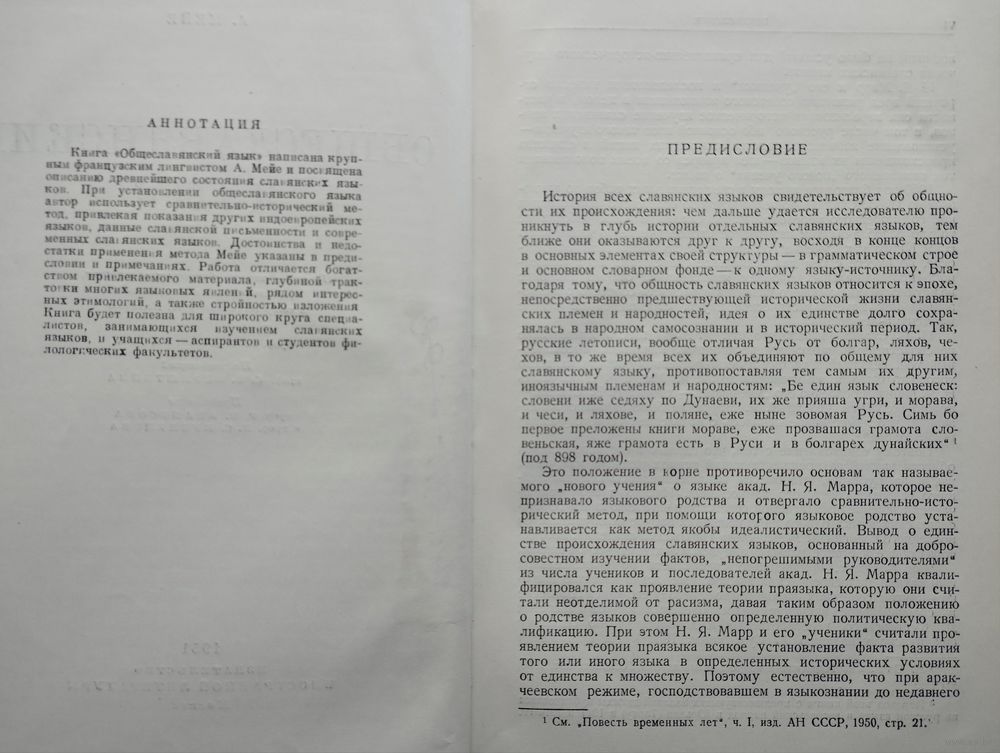 АННОТАЦИЯ
Книга «Общеславянский язык» написана круп-
ным французским лингвистом А. Мейе и посвящена
описанию древнейшего состояния славянских язы-
ков. При установлении общеславянского языка
автор использует сравнительно-исторический ме-
тод, привлекая показания других индоевропейских
языков, данные славянской письменности и совре-
менных славянских языков. Достоинства и недо-
статки применения метода Мейе указаны в преди-
словии и примечаниях. Работа отличается богат-
ством привлекаемого материала, глубиной трак-
товки многих языковых явлений, рядом интерес-
ных этимологий, а также стройностью изложения
Книга будет полезна для широкого круга специа-
листов, занимающихся изучением славянских
языков, и учащихся — аспирантов и студентов фи-
лологических факультетов.
ПРЕДИСЛОВИЕ
История всех славянских языков свидетельствует об общно-
сти их происхождения: чем дальше удается исследователю про-
никнуть в глубь истории отдельных славянских языков, тем
ближе они оказываются друг к другу, восходя в конце концов
в основных элементах своей структуры — в грамматическом строе
и основном словарном фонде — к одному языку-источнику. Бла-
годаря тому, что общность славянских языков относится к эпохе,
непосредственно предшествующей исторической жизни славян-
ских племен и народностей, идея о их единстве долго сохра-
нялась в народном самосознании и в исторический период. Так,
русские летописи, вообще отличая Русь от болгар, ляхов, че-
хов, в то же время всех их объединяют по общему для них
славянскому языку, противопоставляя тем самым их другим,
иноязычным племенам и народностям: „Бе един язык словенеск:
словени иже седяху по Дунаеви, их же прияша угри, и морава,
и чеси, и ляхове, и поляне, еже ныне зовомая Русь. Симь бо
первое преложены книги мораве, еже прозвашася грамота сло-
веньская, яже грамота есть в Руси и в болгарех дунайских“ ¹
(под 898 годом).
Это положение в корне противоречило основам так называе-
мого „нового учения“ о языке акад. Н. Я. Марра, которое не-
признавало языкового родства и отвергало сравнительно-исто-
рический метод, при помощи которого языковое родство уста-
навливается как метод якобы идеалистический. Вывод о един-
стве происхождения славянских языков, основанный на добро-
совестном изучении фактов, „непогрешимыми руководителями“
из числа учеников и последователей акад. Н. Я. Марра квали-
фицировался как проявление теории праязыка, которую они счи-
тали неотделимой от расизма, давая таким образом положению
о родстве языков совершенно определенную политическую ква-
лификацию. При этом Н. Я. Марр и его „ученики“ считали про-
явлением теории праязыка всякое установление факта развития
того или иного языка в определенных исторических условиях
от единства к множеству. Поэтому естественно, что при арак-
чеевском режиме, господствовавшем в языкознании до недавнего
¹ См. „Повесть временных лет“, ч. I, изд. АН СССР, 1950, стр. 21.